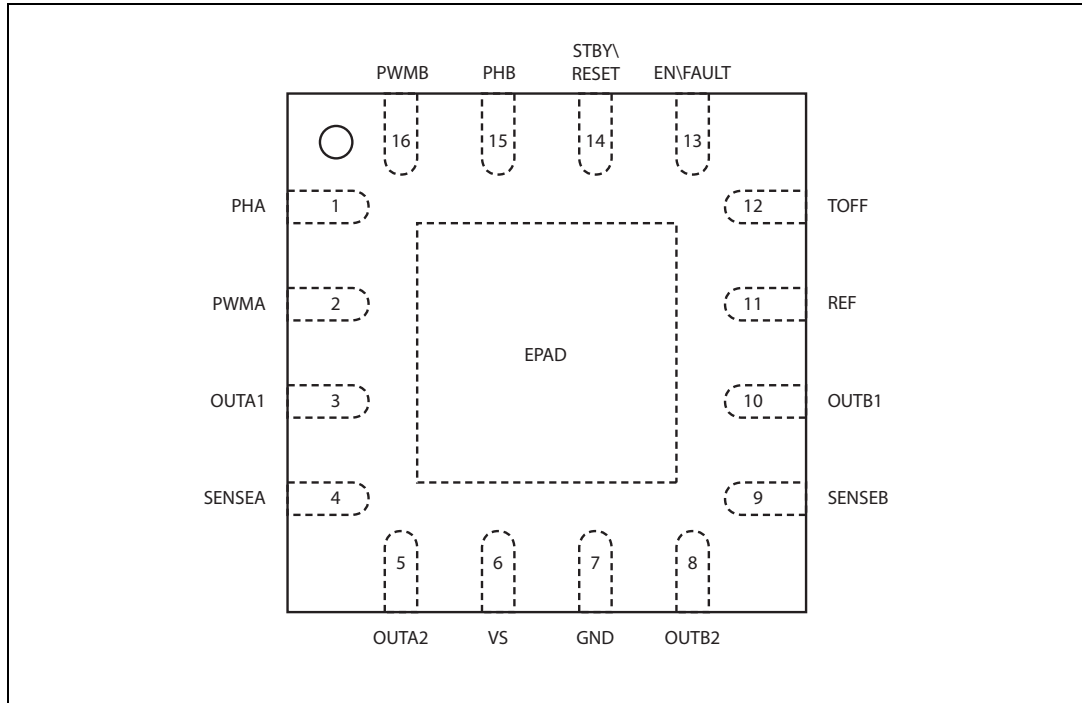 STBY\
PWMB PHB RESET EN\FAULT
16 15 14 13
PHA 1 12 TOFF
PWMA 2 11 REF
EPAD
OUTA1 3 10 OUTB1
SENSEA 4 9 SENSEB
5 6 7 8
OUTA2 VS GND OUTB2